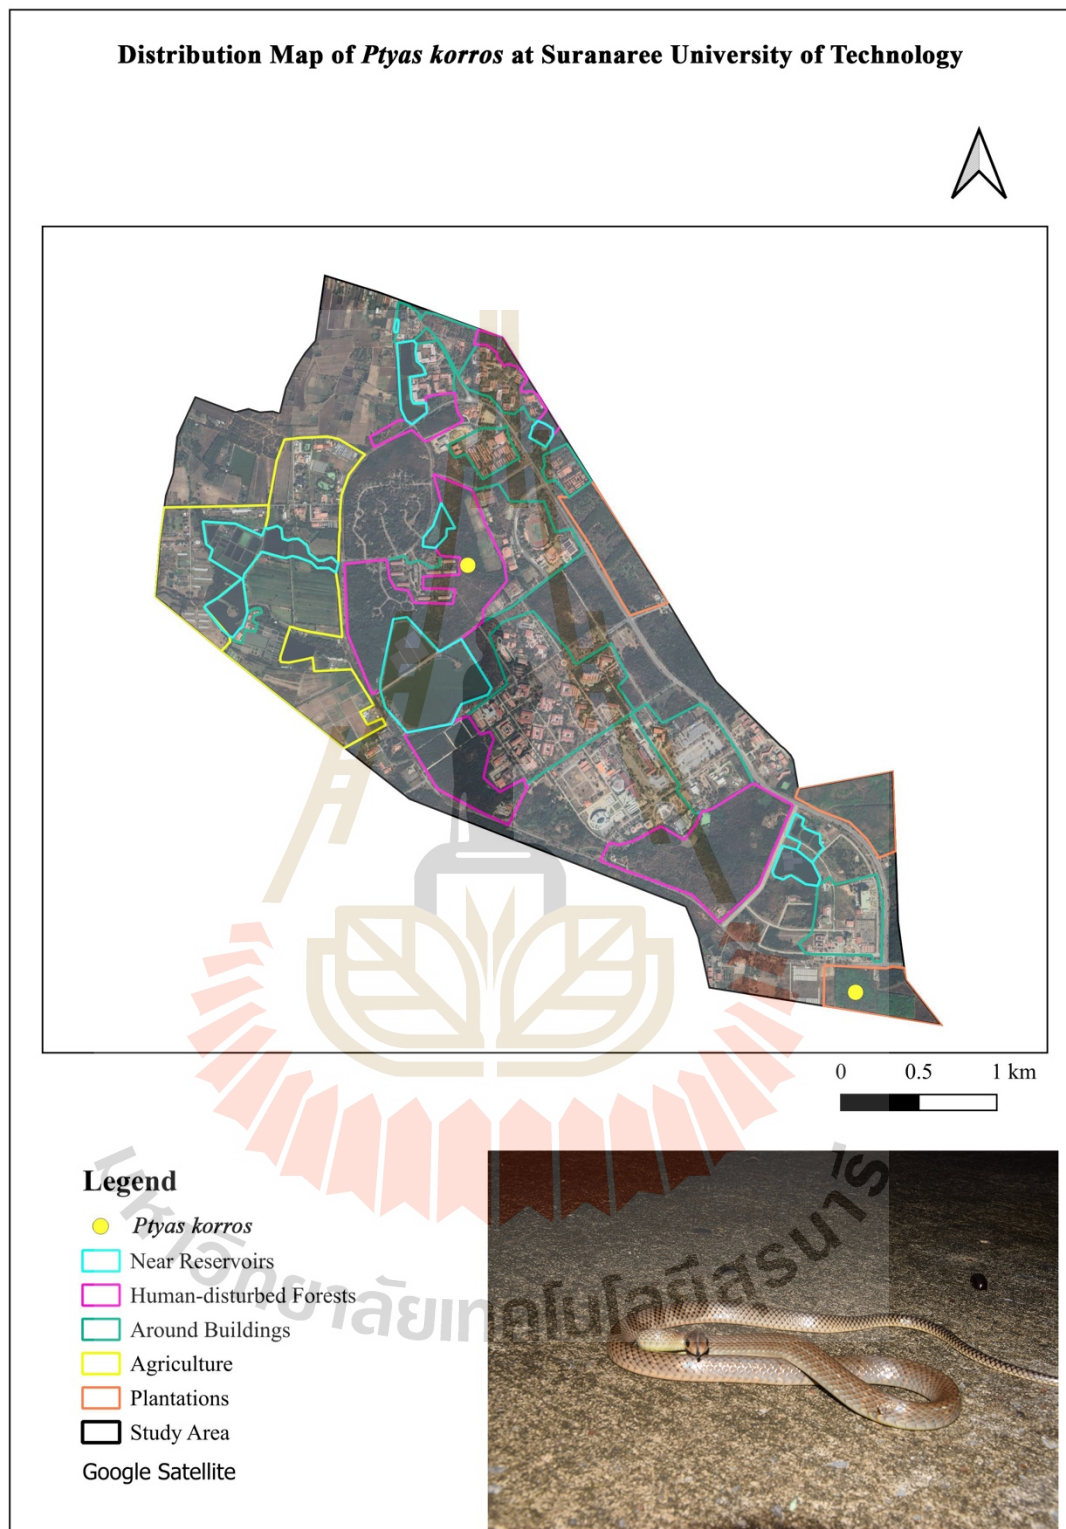 Distribution Map of Ptyas korros at Suranaree University of Technology
0 0.5 1 km
Legend
Ptyas korros
Near Reservoirs
Human-disturbed Forests
Around Buildings
Agriculture
Plantations
Study Area
Google Satellite
มหาวิทยาลัยเทคโนโลยีสุรนารี